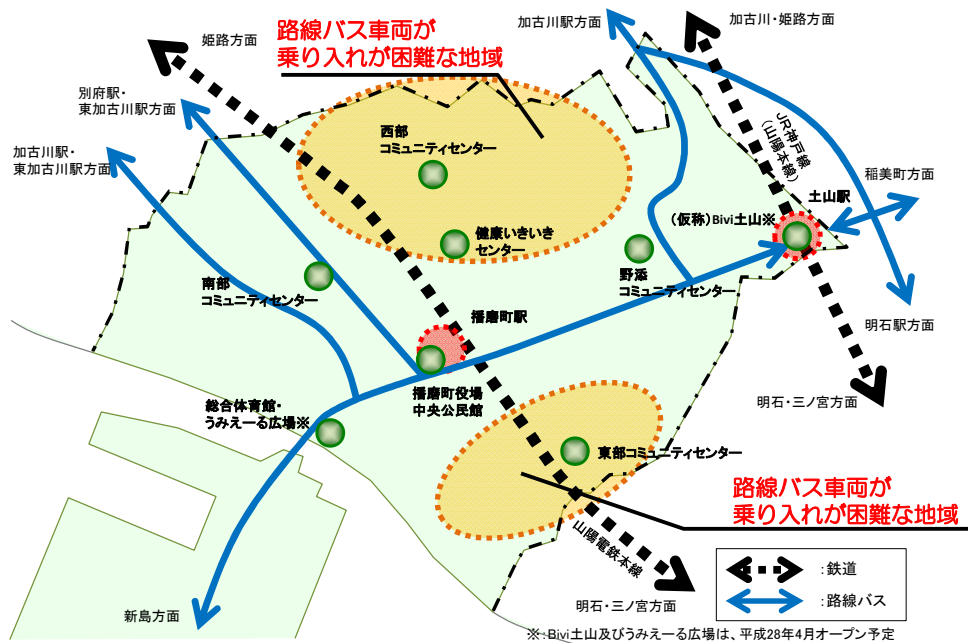 加古川駅方面
加古川・姫路方面
路線バス車両が
乗り入れが困難な地域
姫路方面
別府駅・
東加古川駅方面
加古川駅・
東加古川駅方面
西部
コミュニティセンター
JR神戸線
(山陽本線)
稲美町方面
土山駅
(仮称)Bivi土山※
健康いきいき
センター
野添
コミュニティセンター
南部
コミュニティセンター
播磨町駅
明石駅方面
播磨町役場
中央公民館
総合体育館・
うみえーる広場※
明石・三ノ宮方面
東部コミュニティセンター
路線バス車両が
乗り入れが困難な地域
山陽電鉄本線
新島方面
明石・三ノ宮方面
:鉄道
:路線バス
※:Bivi土山及びうみえーる広場は、平成28年4月オープン予定